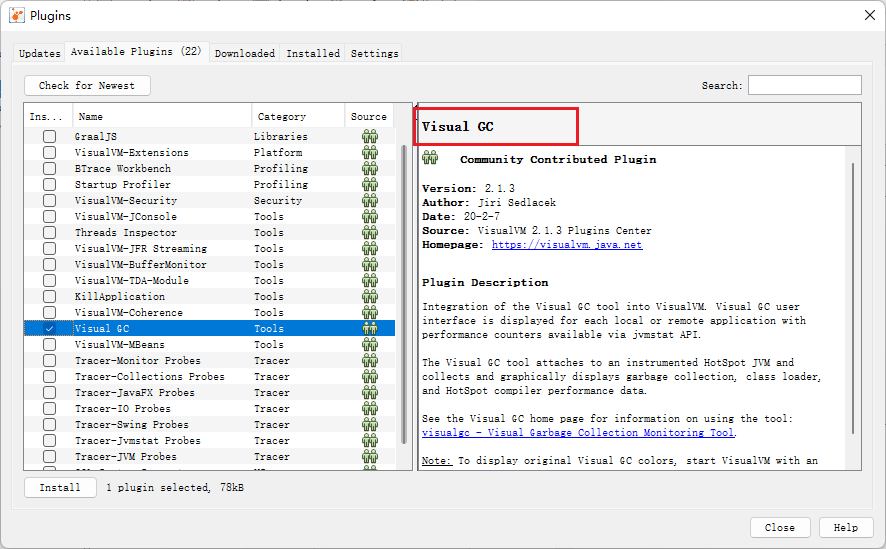 Plugins
Updates
Available Plugins (22)
Downloaded
Installed
Settings
Check for Newest
Search:
Ins... Name Category Source
GraalJS Libraries
VisualVM-Extensions Platform
BTrace Workbench Profiling
Startup Profiler Profiling
VisualVM-Security Security
VisualVM-JConsole Tools
Threads Inspector Tools
VisualVM-JFR Streaming Tools
VisualVM-BufferMonitor Tools
VisualVM-TDA-Module Tools
KillApplication Tools
VisualVM-Coherence Tools
Visual GC Tools
VisualVM-MBeans Tools
Tracer-Monitor Probes Tracer
Tracer-Collections Probes Tracer
Tracer-JavaFX Probes Tracer
Tracer-IO Probes Tracer
Tracer-Swing Probes Tracer
Tracer-Jvmstat Probes Tracer
Tracer-JVM Probes Tracer
Visual GC
Community Contributed Plugin
Version: 2.1.3
Author: Jiri Sedlacek
Date: 20-2-7
Source: VisualVM 2.1.3 Plugins Center
Homepage: https://visualvm.java.net
Plugin Description
Integration of the Visual GC tool into VisualVM. Visual GC user
interface is displayed for each local or remote application with
performance counters available via jvmstat API.
The Visual GC tool attaches to an instrumented HotSpot JVM and
collects and graphically displays garbage collection, class loader,
and HotSpot compiler performance data.
See the Visual GC home page for information on using the tool:
visualgc - Visual Garbage Collection Monitoring Tool.
Note: To display original Visual GC colors, start VisualVM with an
Install
1 plugin selected, 78kB
Close
Help